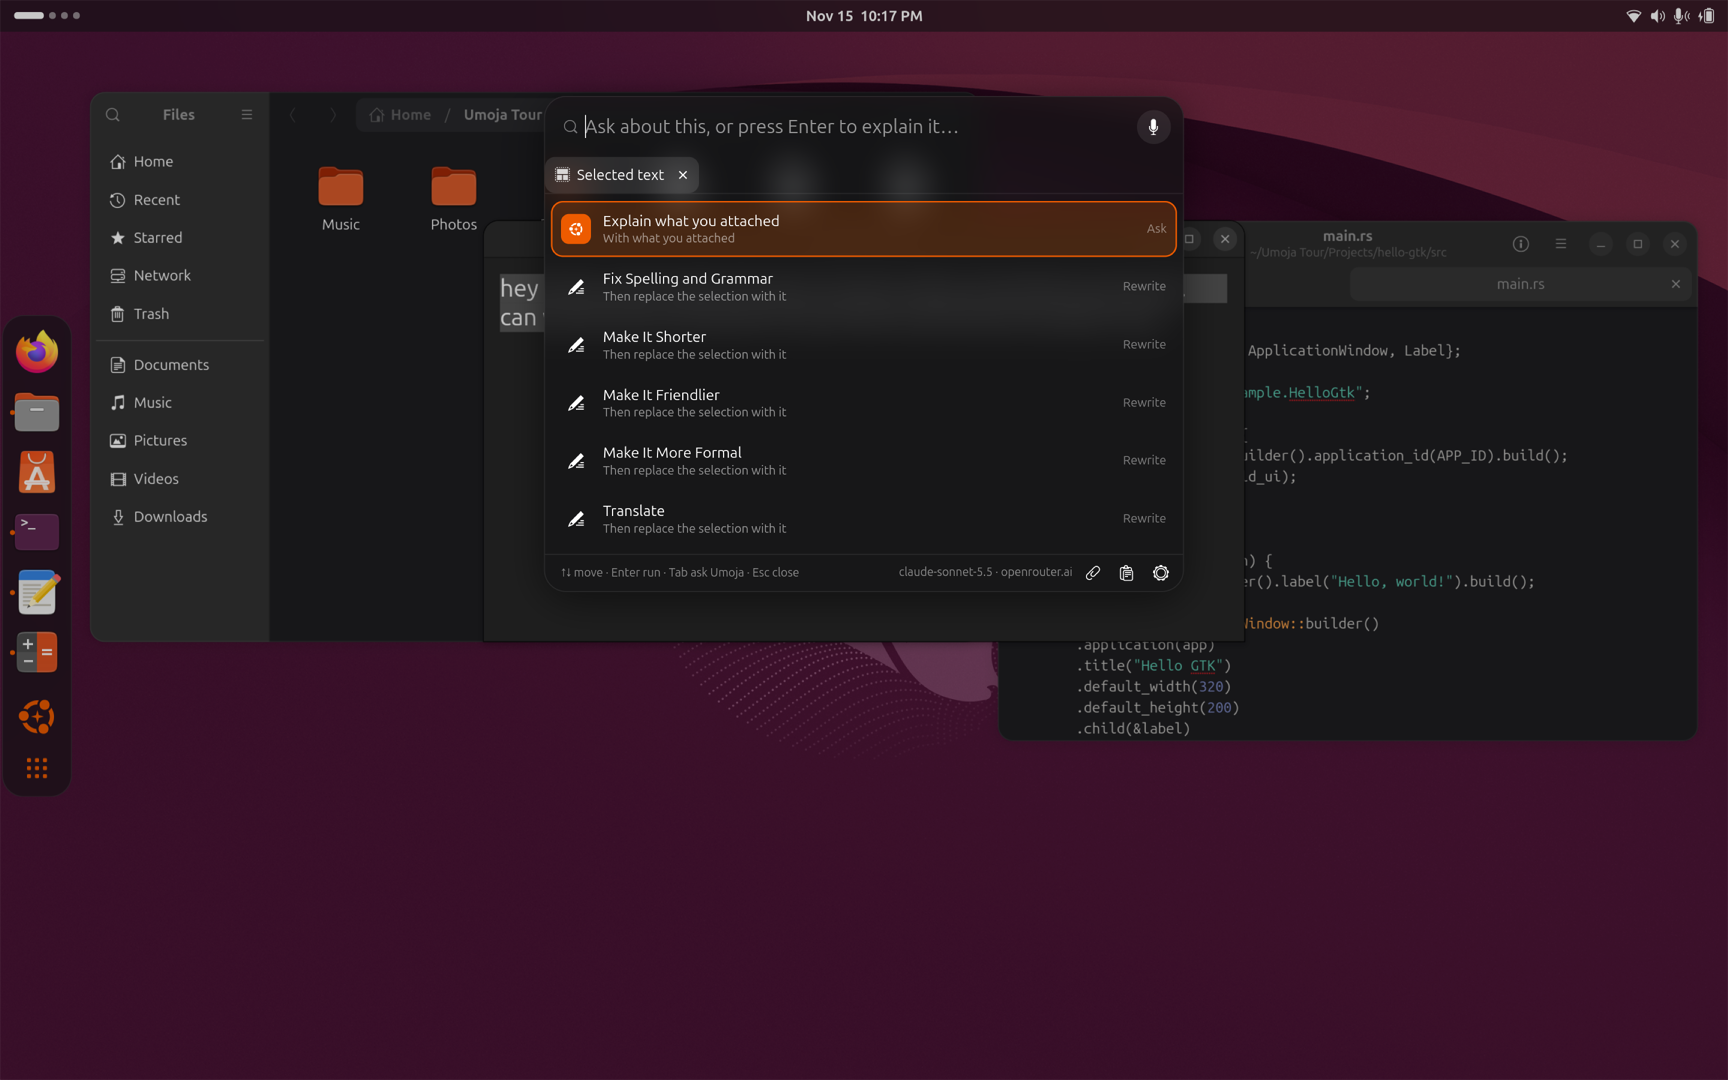 Nov 15 10:17 PM
Files
Home / Umoja Tour
Home
Recent
Starred
Network
Trash
Documents
Music
Pictures
Videos
Downloads
Music
Photos
Ask about this, or press Enter to explain it…
Selected text
Explain what you attached
With what you attached
Ask
Fix Spelling and Grammar
Then replace the selection with it
Rewrite
Make It Shorter
Then replace the selection with it
Rewrite
Make It Friendlier
Then replace the selection with it
Rewrite
Make It More Formal
Then replace the selection with it
Rewrite
Translate
Then replace the selection with it
Rewrite
↑↓ move · Enter run · Tab ask Umoja · Esc close
claude-sonnet-5.5 · openrouter.ai
hey
can
main.rs
~/Umoja Tour/Projects/hello-gtk/src
main.rs
ApplicationWindow, Label};
mple.HelloGtk";
ilder().application_id(APP_ID).build();
d_ui);
) {
r().label("Hello, world!").build();
indow::builder()
.application(app)
.title("Hello GTK")
.default_width(320)
.default_height(200)
.child(&label)